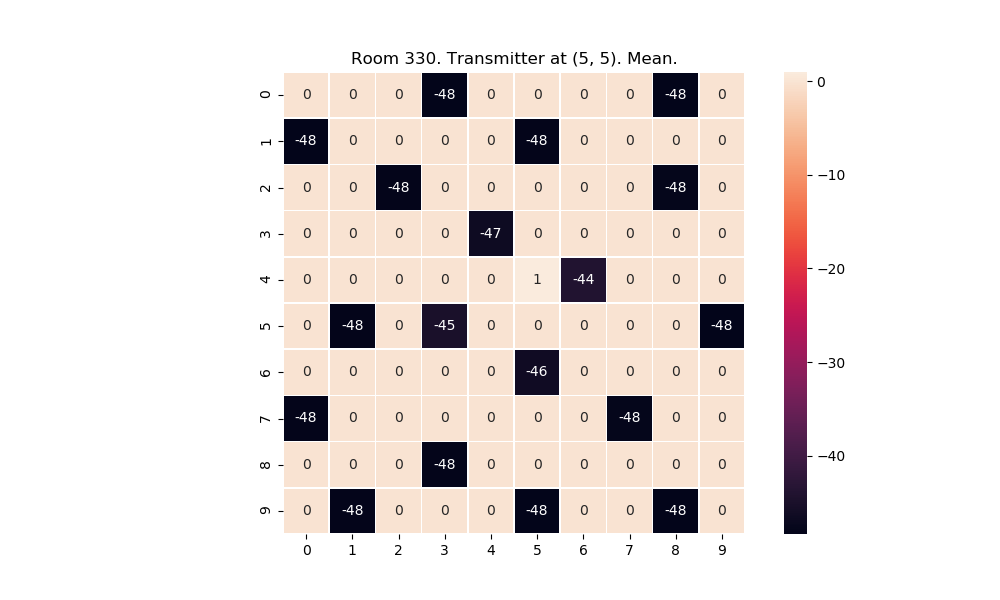 Room 330. Transmitter at (5, 5). Mean.
0 0 0 0 -48 0 0 0 0 -48 0
1 -48 0 0 0 0 -48 0 0 0 0
2 0 0 -48 0 0 0 0 0 -48 0
3 0 0 0 0 -47 0 0 0 0 0
4 0 0 0 0 0 1 -44 0 0 0
5 0 -48 0 -45 0 0 0 0 0 -48
6 0 0 0 0 0 -46 0 0 0 0
7 -48 0 0 0 0 0 0 -48 0 0
8 0 0 0 -48 0 0 0 0 0 0
9 0 -48 0 0 0 -48 0 0 -48 0
0 1 2 3 4 5 6 7 8 9
0
−10
−20
−30
−40